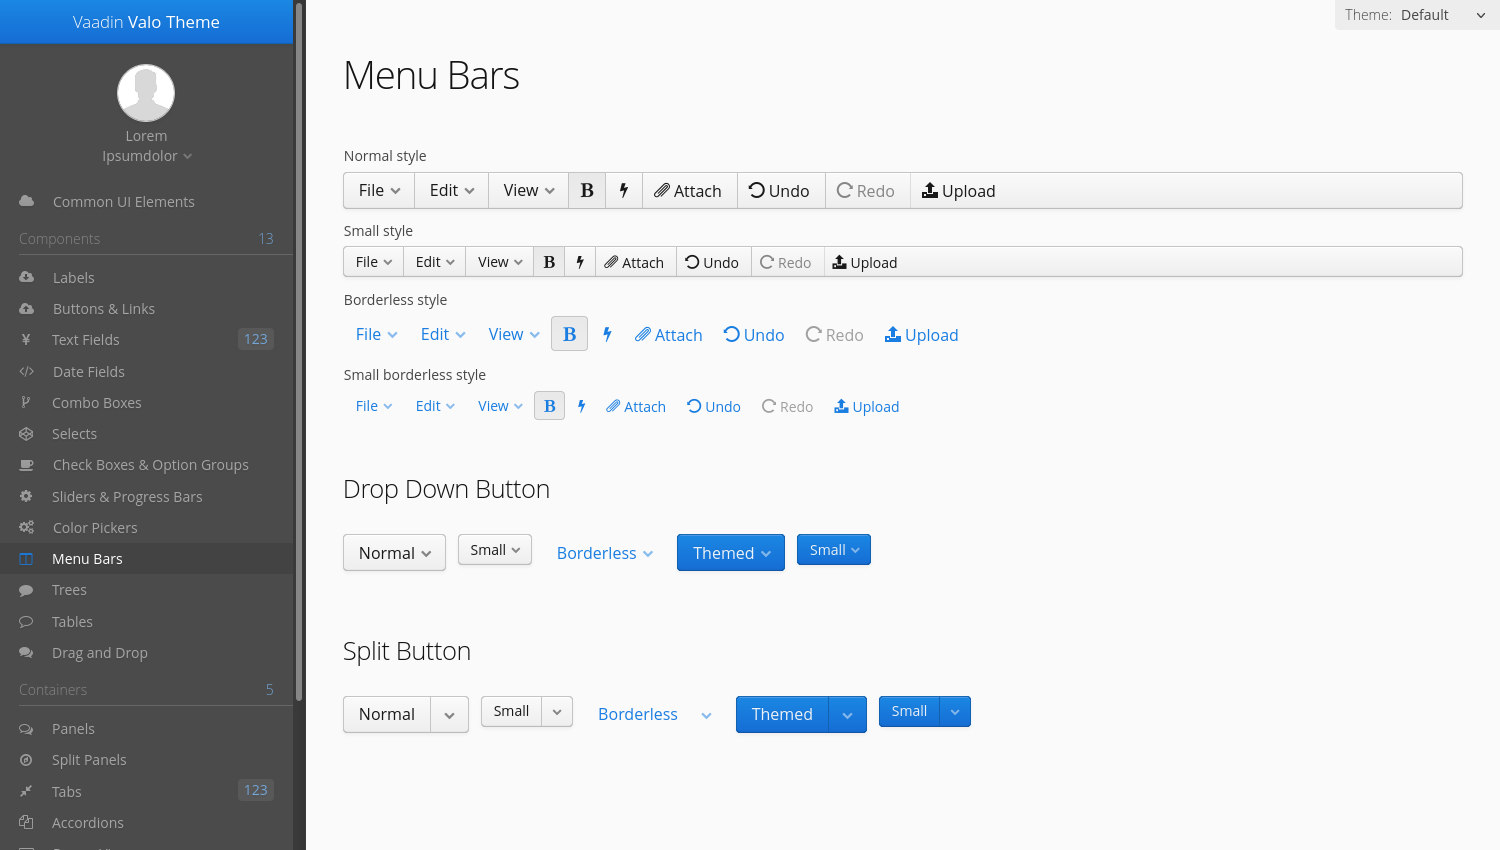 Vaadin Valo Theme
Lorem
Ipsumdolor
Common UI Elements
Components 13
Labels
Buttons & Links
Text Fields 123
Date Fields
Combo Boxes
Selects
Check Boxes & Option Groups
Sliders & Progress Bars
Color Pickers
Menu Bars
Trees
Tables
Drag and Drop
Containers 5
Panels
Split Panels
Tabs 123
Accordions
Theme: Default
Menu Bars
Normal style
File Edit View B Attach Undo Redo Upload
Small style
File Edit View B Attach Undo Redo Upload
Borderless style
File Edit View B Attach Undo Redo Upload
Small borderless style
File Edit View B Attach Undo Redo Upload
Drop Down Button
Normal Small Borderless Themed Small
Split Button
Normal Small Borderless Themed Small